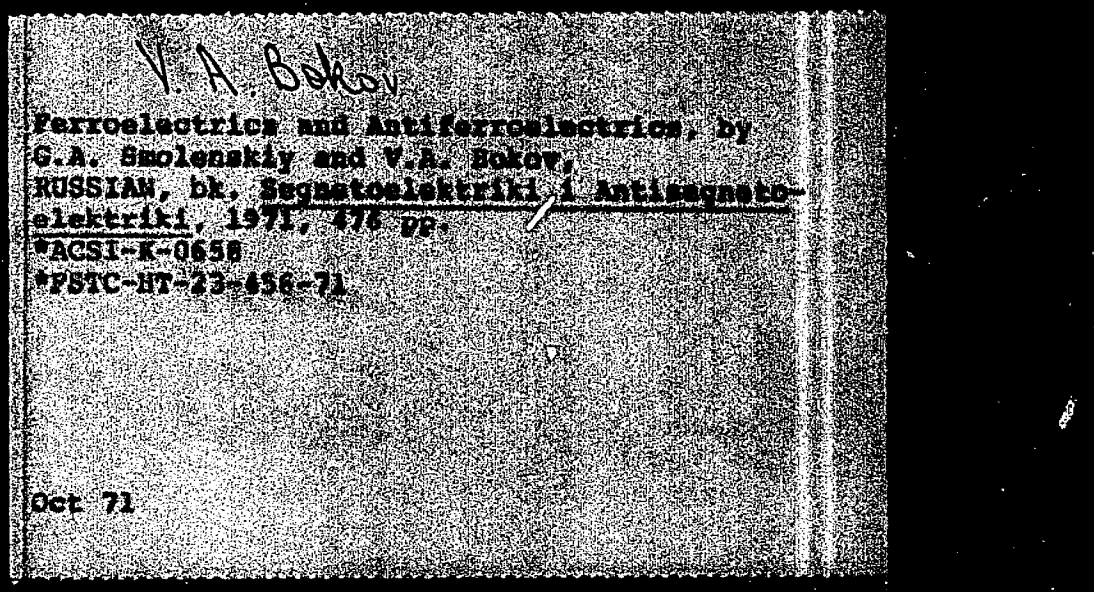 V. A. Bokov
Ferroelectrics and Antiferroelectrics, by
G.A. Smolenskiy and V.A. Bokov,
RUSSIAN, bk. Segnetoelektriki i Antisegneto-
elektriki, 1971, 476 pp.
*ACSI-K-0658
*FSTC-HT-23-456-71
Oct 71